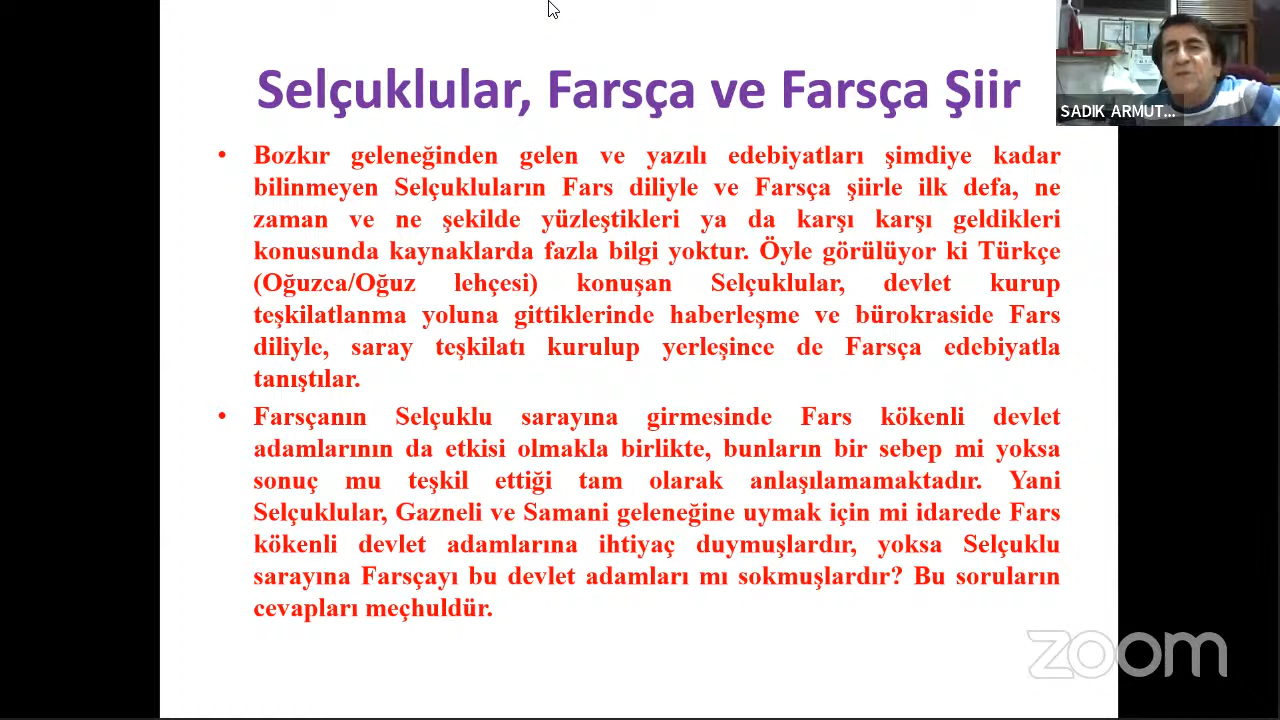 Selçuklular, Farsça ve Farsça Şiir
SADIK ARMUT...
• Bozkır geleneğinden gelen ve yazılı edebiyatları şimdiye kadar
bilinmeyen Selçukluların Fars diliyle ve Farsça şiirle ilk defa, ne
zaman ve ne şekilde yüzleştikleri ya da karşı karşı geldikleri
konusunda kaynaklarda fazla bilgi yoktur. Öyle görülüyor ki Türkçe
(Oğuzca/Oğuz lehçesi) konuşan Selçuklular, devlet kurup
teşkilatlanma yoluna gittiklerinde haberleşme ve bürokraside Fars
diliyle, saray teşkilatı kurulup yerleşince de Farsça edebiyatla
tanıştılar.
• Farsçanın Selçuklu sarayına girmesinde Fars kökenli devlet
adamlarının da etkisi olmakla birlikte, bunların bir sebep mi yoksa
sonuç mu teşkil ettiği tam olarak anlaşılamamaktadır. Yani
Selçuklular, Gazneli ve Samani geleneğine uymak için mi idarede Fars
kökenli devlet adamlarına ihtiyaç duymuşlardır, yoksa Selçuklu
sarayına Farsçayı bu devlet adamları mı sokmuşlardır? Bu soruların
cevapları meçhuldür.
zoom